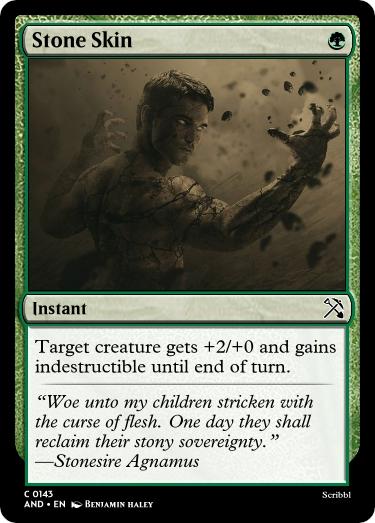 Stone Skin
Instant
Target creature gets +2/+0 and gains
indestructible until end of turn.
“Woe unto my children stricken with
the curse of flesh. One day they shall
reclaim their stony sovereignty.”
—Stonesire Agnamus
C 0143
Scribbl
AND • EN Benjamin Haley